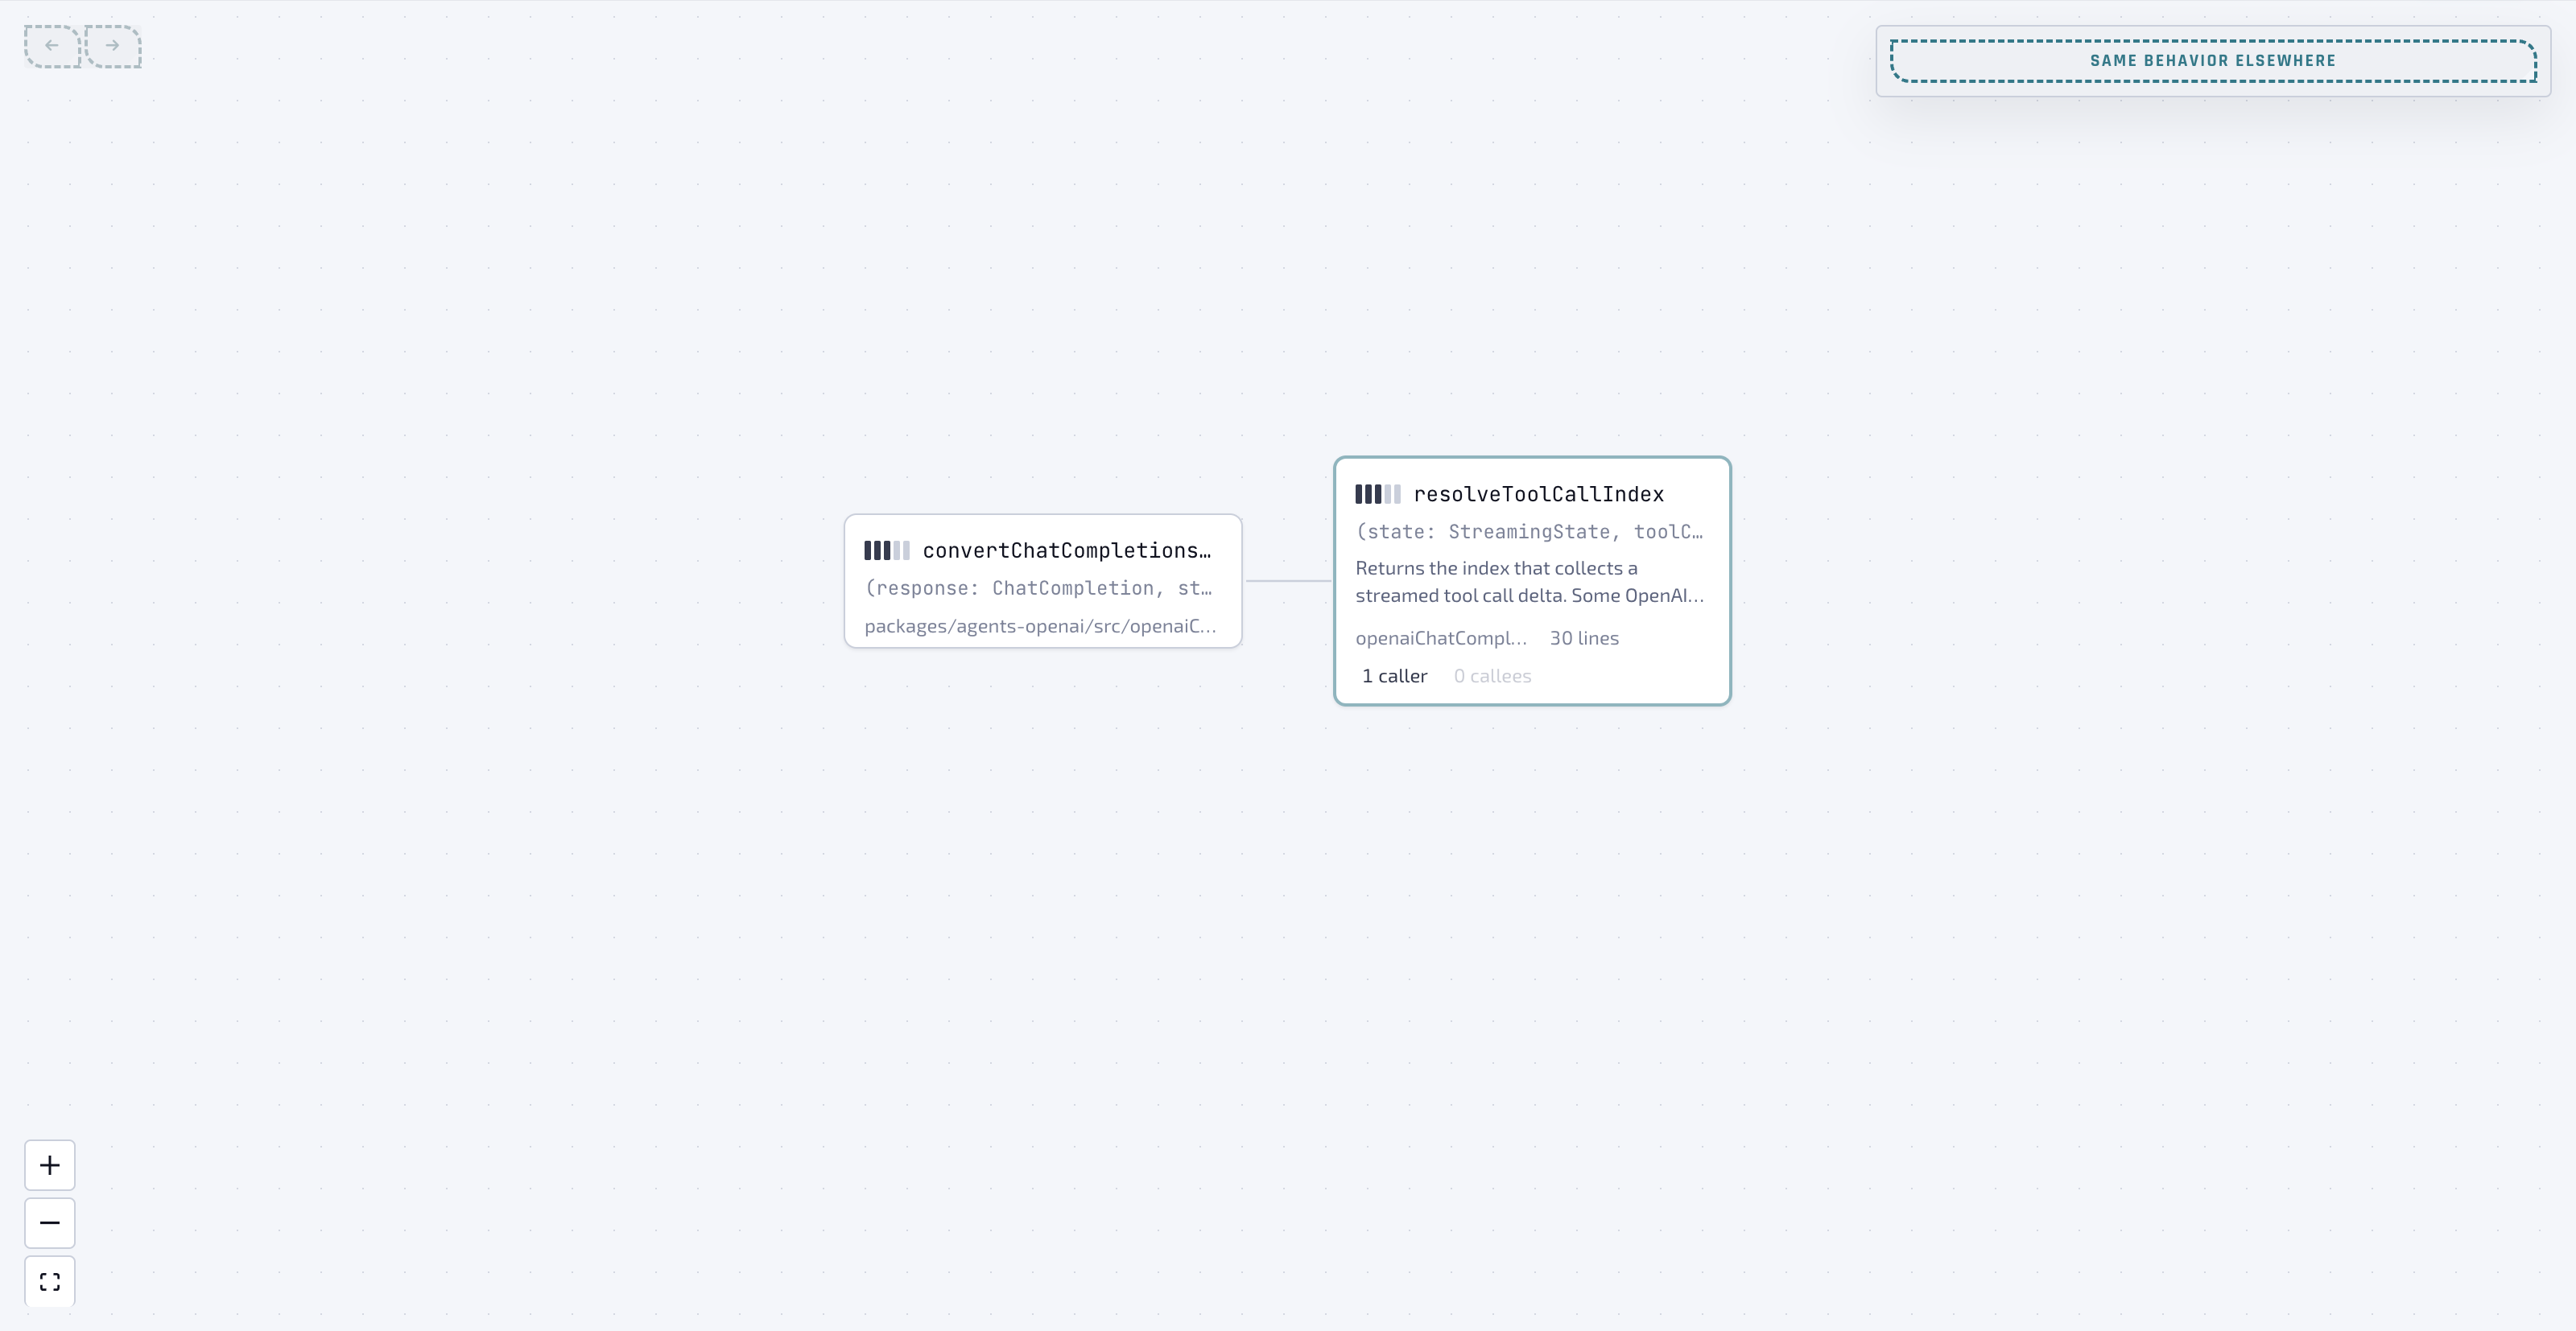 SAME BEHAVIOR ELSEWHERE
convertChatCompletions…
(response: ChatCompletion, st…
packages/agents-openai/src/openaiC…
resolveToolCallIndex
(state: StreamingState, toolC…
Returns the index that collects a
streamed tool call delta. Some OpenAI…
openaiChatCompl… 30 lines
1 caller 0 callees